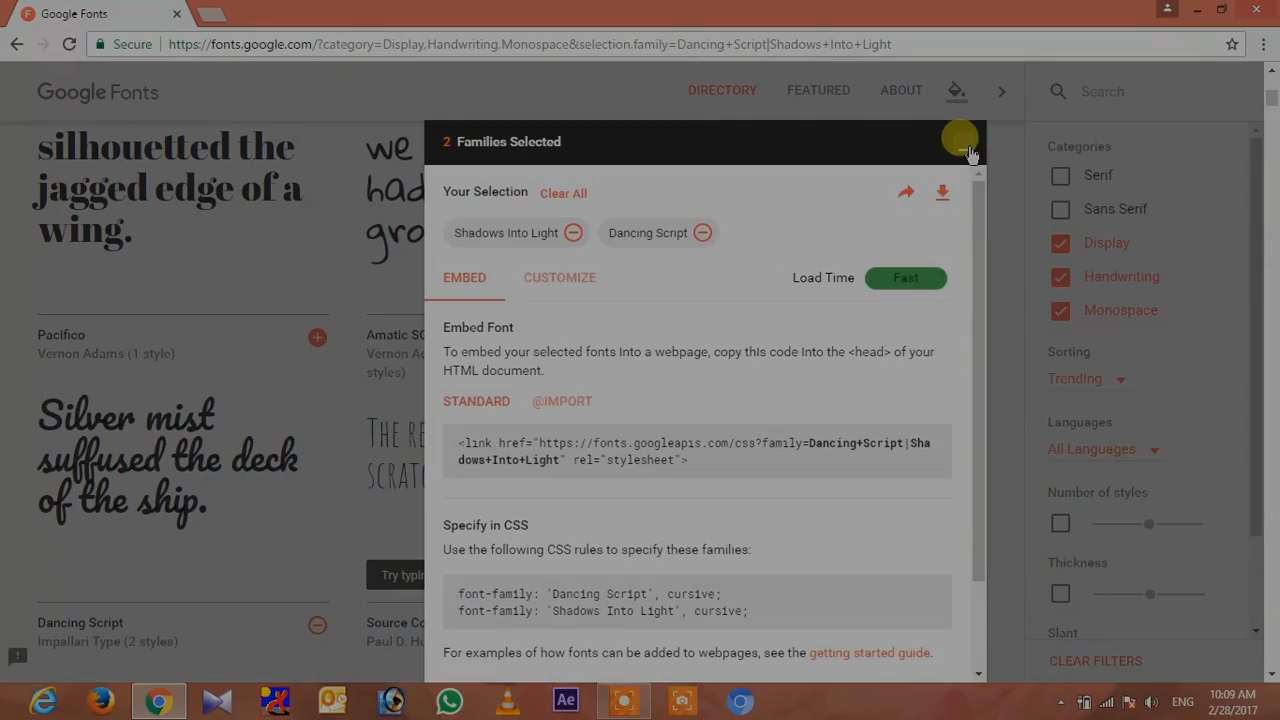 Google Fonts
Secure
https://fonts.google.com/?category=Display,Handwriting,Monospace&selection.family=Dancing+Script|Shadows+Into+Light
Google Fonts
DIRECTORY
FEATURED
ABOUT
Search
silhouetted the
jagged edge of a
wing.
we
had
gro
Pacifico
Vernon Adams (1 style)
Amatic SC
Vernon Ad
styles)
Silver mist
suffused the deck
of the ship.
THE RE
SCRATC
Try typi
Dancing Script
Impallari Type (2 styles)
Source Co
Paul D. Hu
2 Families Selected
Your Selection
Clear All
Shadows Into Light
Dancing Script
EMBED
CUSTOMIZE
Load Time
Fast
Embed Font
To embed your selected fonts into a webpage, copy this code into the <head> of your
HTML document.
STANDARD
@IMPORT
<link href="https://fonts.googleapis.com/css?family=Dancing+Script|Sha
dows+Into+Light" rel="stylesheet">
Specify in CSS
Use the following CSS rules to specify these families:
font-family: 'Dancing Script', cursive;
font-family: 'Shadows Into Light', cursive;
For examples of how fonts can be added to webpages, see the getting started guide.
Categories
Serif
Sans Serif
Display
Handwriting
Monospace
Sorting
Trending
Languages
All Languages
Number of styles
Thickness
Slant
CLEAR FILTERS
Ae
ENG
10:09 AM
2/28/2017